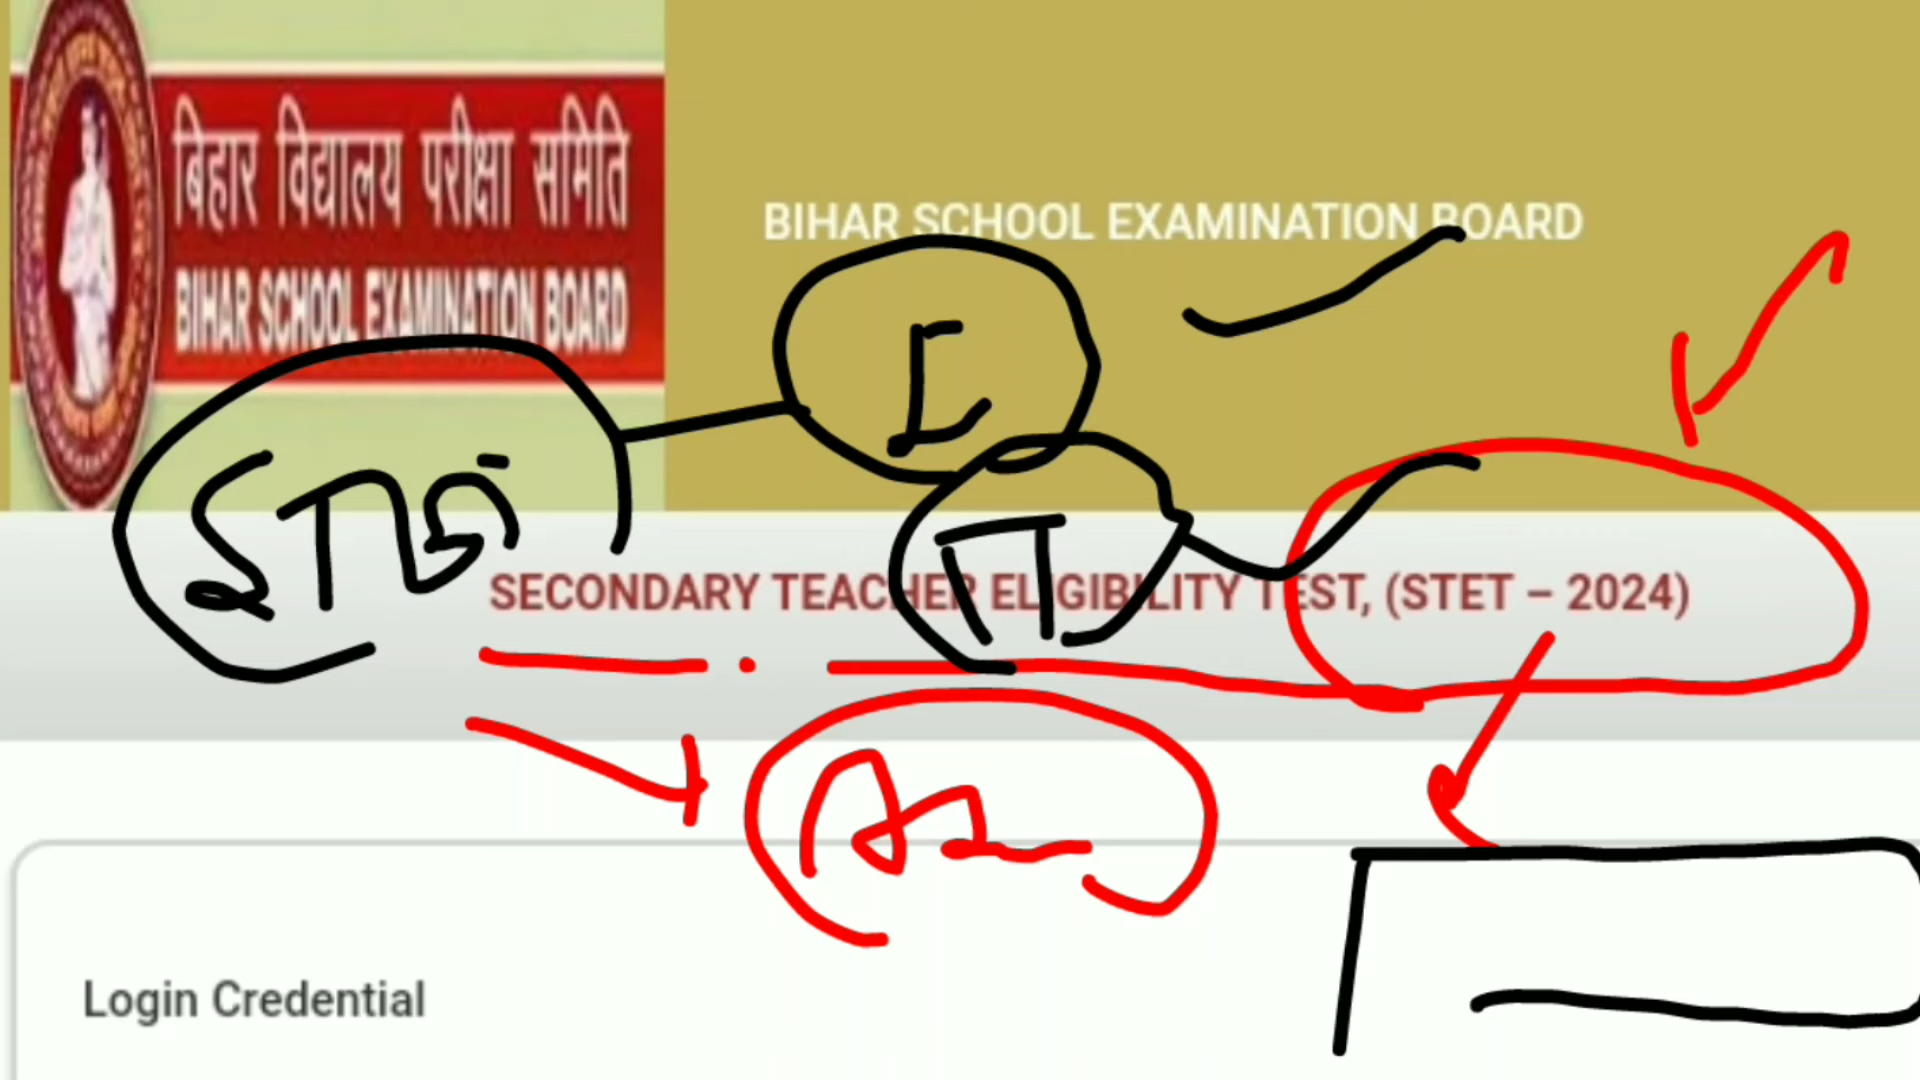 बिहार विद्यालय परीक्षा समिति
BIHAR SCHOOL EXAMINATION BOARD
BIHAR SCHOOL EXAMINATION BOARD
SECONDARY TEACHER ELIGIBILITY TEST, (STET – 2024)
Login Credential